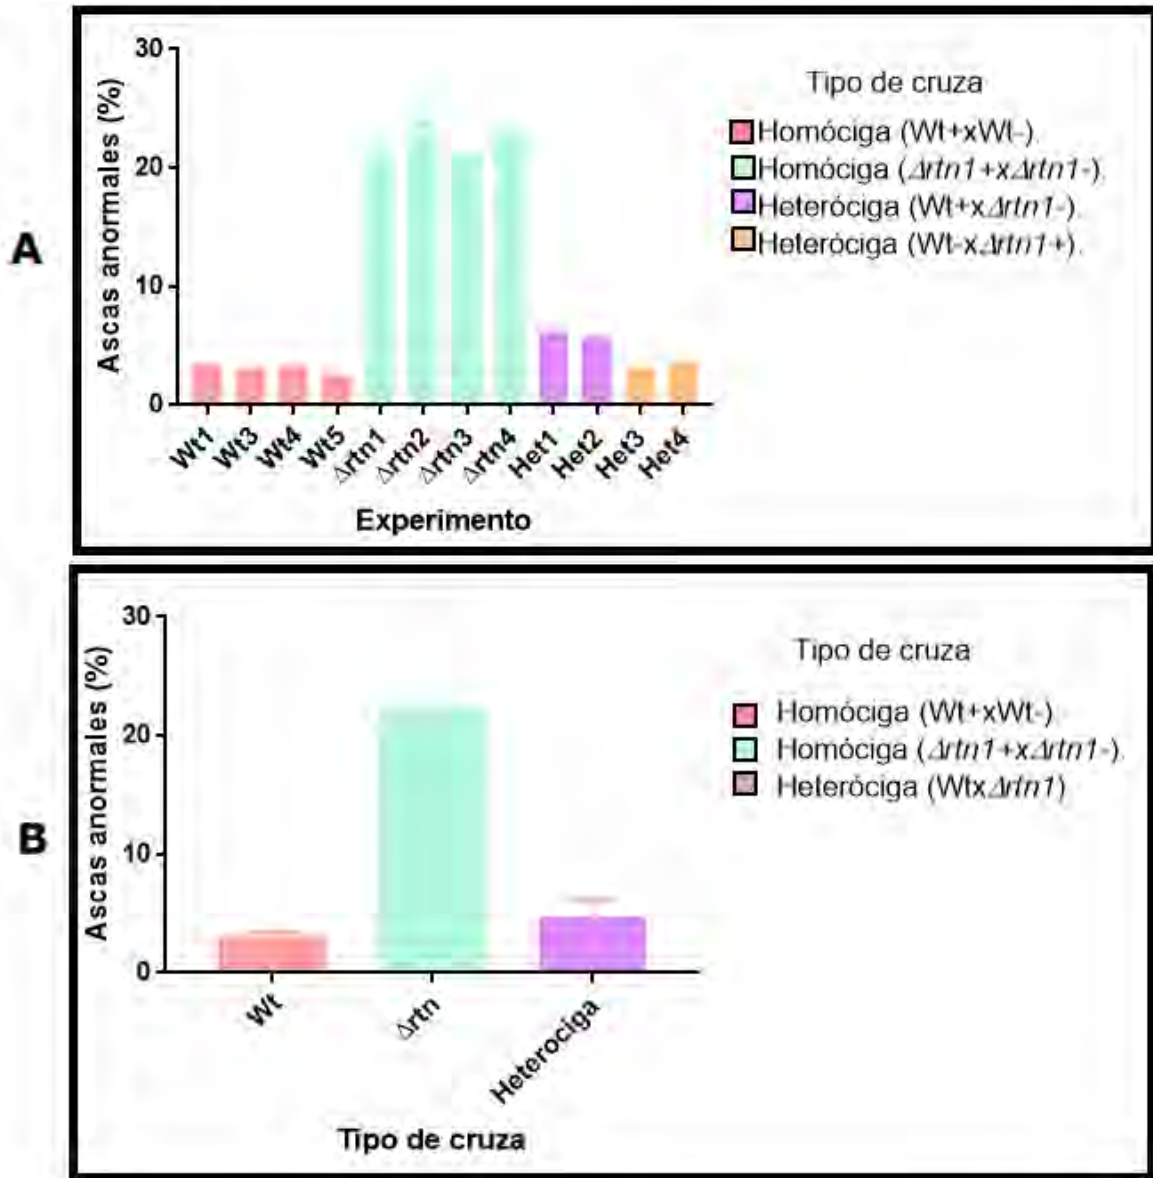 A
Ascas anormales (%)
30
20
10
0
Wt1
Wt3
Wt4
Wt5
Δrtn1
Δrtn2
Δrtn3
Δrtn4
Het1
Het2
Het3
Het4
Experimento
Tipo de cruza
Homóciga (Wt+xWt-).
Homóciga (Δrtn1+xΔrtn1-).
Heteróciga (Wt+xΔrtn1-).
Heteróciga (Wt-xΔrtn1+).
B
Ascas anormales (%)
30
20
10
0
Wt
Δrtn
Heterociga
Tipo de cruza
Tipo de cruza
Homóciga (Wt+xWt-).
Homóciga (Δrtn1+xΔrtn1-).
Heteróciga (WtxΔrtn1)